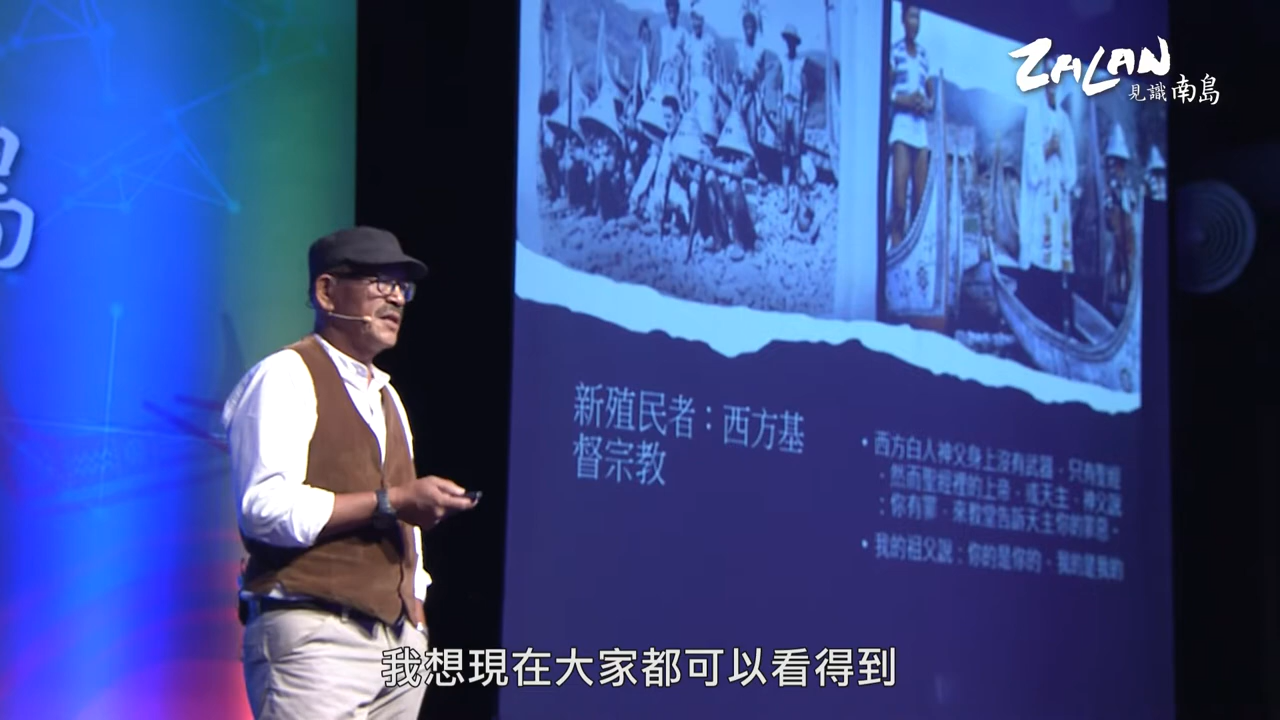 ZALAN
見識南島
島
新殖民者：西方基
督宗教
• 西方白人神父身上沒有武器，只有聖經
，然而聖經裡的上帝，或天主，神父說
：你有罪，來教堂告訴天主你的罪惡。
• 我的祖父說：你的是你的，我的是我的
我想現在大家都可以看得到